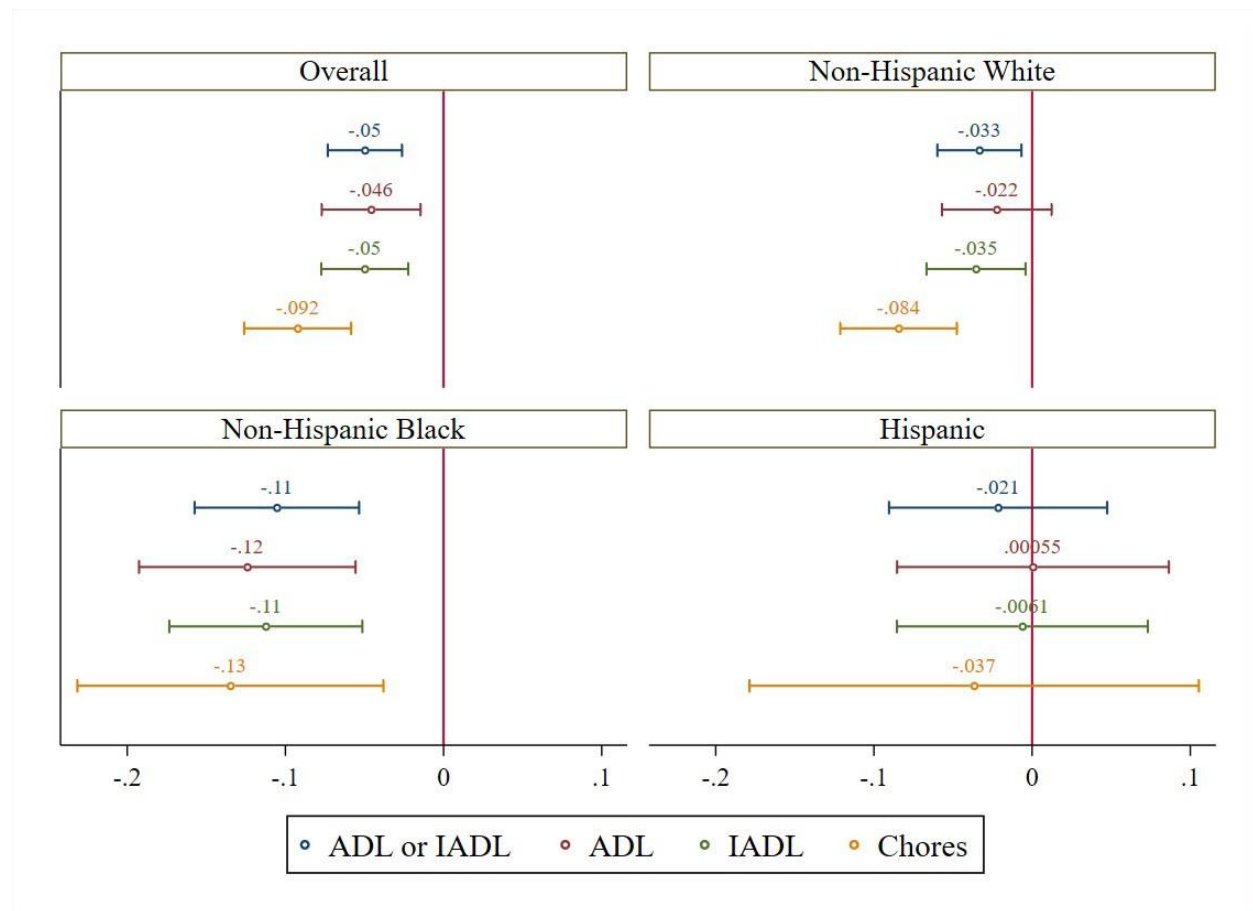 Overall
-.05
-.046
-.05
-.092
Non-Hispanic White
-.033
-.022
-.035
-.084
Non-Hispanic Black
-.11
-.12
-.11
-.13
Hispanic
-.021
.00055
-.0061
-.037
-.2 -.1 0 .1
-.2 -.1 0 .1
ADL or IADL ADL IADL Chores